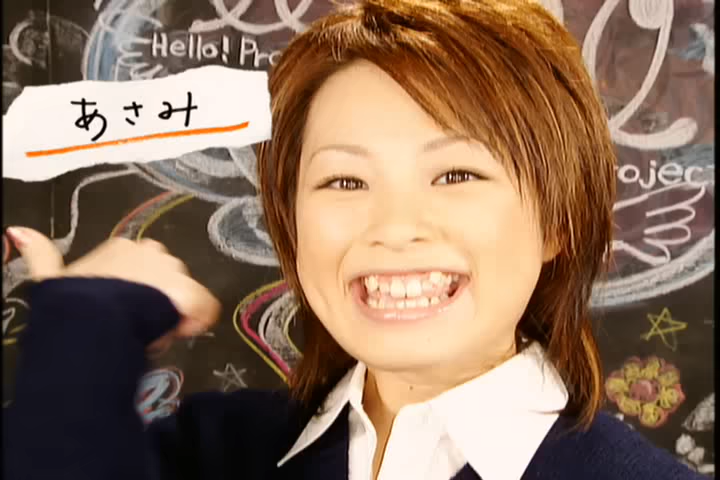 Hello! Pro
あさみ
rojec